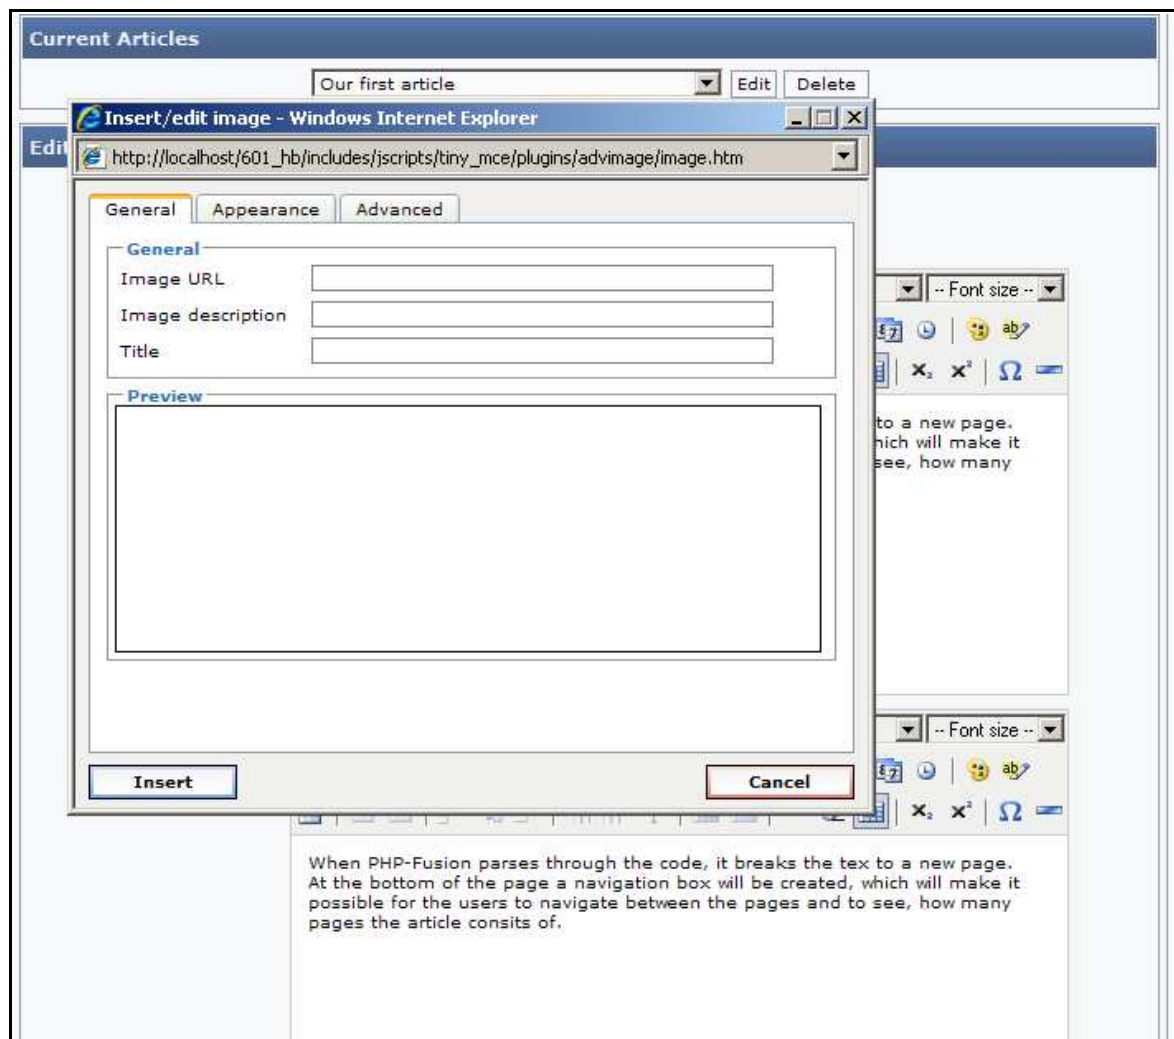 Current Articles
Our first article Edit Delete
Insert/edit image - Windows Internet Explorer
Edit
http://localhost/601_hb/includes/jscripts/tiny_mce/plugins/advimage/image.htm
General Appearance Advanced
General
Image URL
Image description
Title
-- Font size --
Preview
to a new page.
which will make it
see, how many
-- Font size --
Insert Cancel
When PHP-Fusion parses through the code, it breaks the tex to a new page.
At the bottom of the page a navigation box will be created, which will make it
possible for the users to navigate between the pages and to see, how many
pages the article consits of.